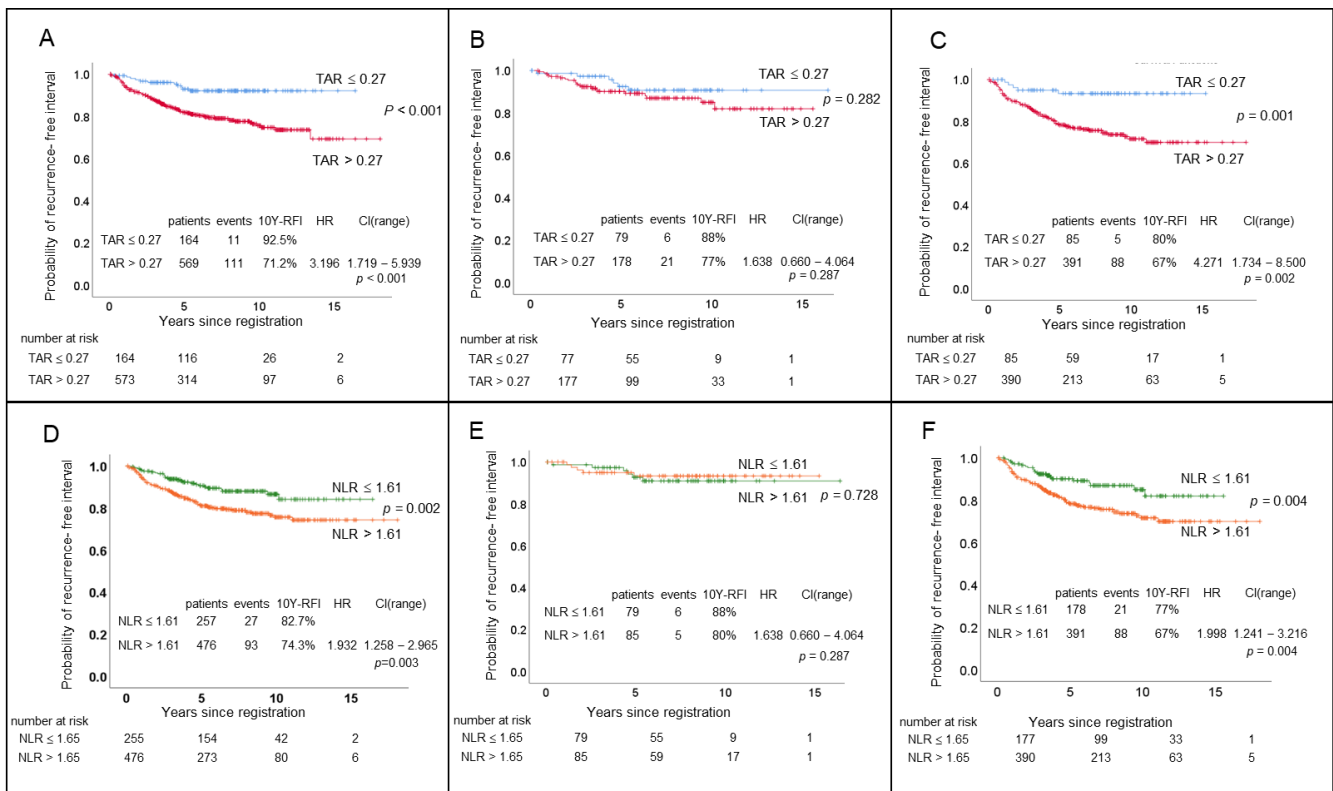 A
Probability of recurrence- free interval
1.0
0.8
0.6
0.4
0.2
0.0
TAR ≤ 0.27
P < 0.001
TAR > 0.27
patients events 10Y-RFI HR CI(range)
TAR ≤ 0.27 164 11 92.5%
TAR > 0.27 569 111 71.2% 3.196 1.719 – 5.939
p < 0.001
0 5 10 15
Years since registration
number at risk
TAR ≤ 0.27 164 116 26 2
TAR > 0.27 573 314 97 6
B
Probability of recurrence- free interval
1.0
0.8
0.6
0.4
0.2
0.0
TAR ≤ 0.27
p = 0.282
TAR > 0.27
patients events 10Y-RFI HR CI(range)
TAR ≤ 0.27 79 6 88%
TAR > 0.27 178 21 77% 1.638 0.660 – 4.064
p = 0.287
0 5 10 15
Years since registration
TAR ≤ 0.27 77 55 9 1
TAR > 0.27 177 99 33 1
C
Probability of recurrence- free interval
1.0
0.8
0.6
0.4
0.2
0.0
TAR ≤ 0.27
p = 0.001
TAR > 0.27
patients events 10Y-RFI HR CI(range)
TAR ≤ 0.27 85 5 80%
TAR > 0.27 391 88 67% 4.271 1.734 – 8.500
p = 0.002
0 5 10 15
Years since registration
TAR ≤ 0.27 85 59 17 1
TAR > 0.27 390 213 63 5
D
Probability of recurrence- free interval
1.0
0.8
0.6
0.4
0.2
0.0
NLR ≤ 1.61
p = 0.002
NLR > 1.61
patients events 10Y-RFI HR CI(range)
NLR ≤ 1.61 257 27 82.7%
NLR > 1.61 476 93 74.3% 1.932 1.258 – 2.965
p=0.003
0 5 10 15
Years since registration
number at risk
NLR ≤ 1.65 255 154 42 2
NLR > 1.65 476 273 80 6
E
Probability of recurrence- free interval
1.0
0.8
0.6
0.4
0.2
0.0
NLR ≤ 1.61
NLR > 1.61
p = 0.728
patients events 10Y-RFI HR CI(range)
NLR ≤ 1.61 79 6 88%
NLR > 1.61 85 5 80% 1.638 0.660 – 4.064
p = 0.287
0 5 10 15
Years since registration
number at risk
NLR ≤ 1.65 79 55 9 1
NLR > 1.65 85 59 17 1
F
Probability of recurrence- free interval
1.0
0.8
0.6
0.4
0.2
0.0
NLR ≤ 1.61
p = 0.004
NLR > 1.61
patients events 10Y-RFI HR CI(range)
NLR ≤ 1.61 178 21 77%
NLR > 1.61 391 88 67% 1.998 1.241 – 3.216
p = 0.004
0 5 10 15
Years since registration
number at risk
NLR ≤ 1.65 177 99 33 1
NLR > 1.65 390 213 63 5